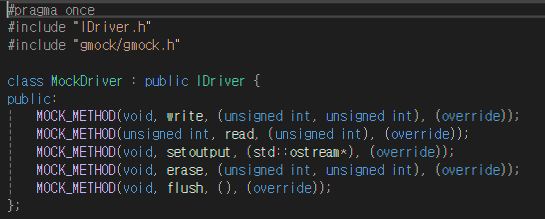 #pragma once
#include "IDriver.h"
#include "gmock/gmock.h"
class MockDriver : public IDriver {
public:
MOCK_METHOD(void, write, (unsigned int, unsigned int), (override));
MOCK_METHOD(unsigned int, read, (unsigned int), (override));
MOCK_METHOD(void, setoutput, (std::ostream*), (override));
MOCK_METHOD(void, erase, (unsigned int, unsigned int), (override));
MOCK_METHOD(void, flush, (), (override));
};